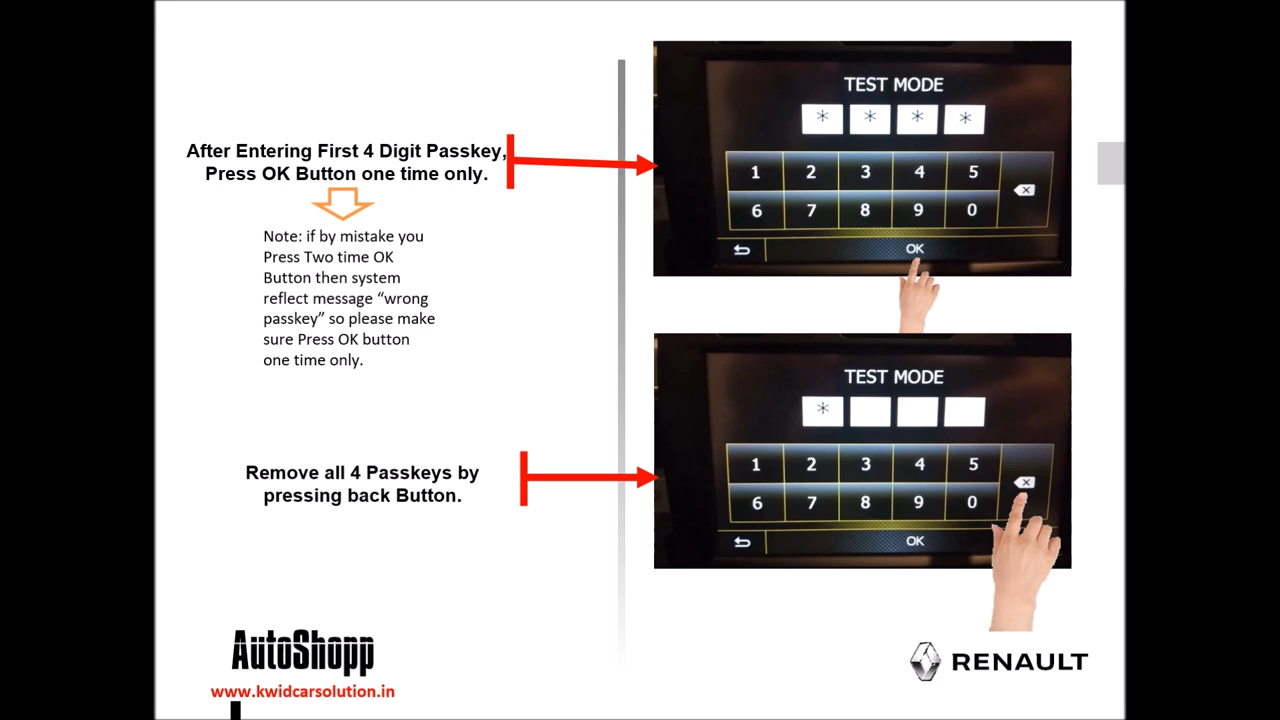 After Entering First 4 Digit Passkey,
Press OK Button one time only.
Note: if by mistake you
Press Two time OK
Button then system
reflect message “wrong
passkey” so please make
sure Press OK button
one time only.
TEST MODE
* * * *
1 2 3 4 5
6 7 8 9 0
OK
Remove all 4 Passkeys by
pressing back Button.
TEST MODE
*
1 2 3 4 5
6 7 8 9 0
OK
AutoShopp
www.kwidcarsolution.in
RENAULT